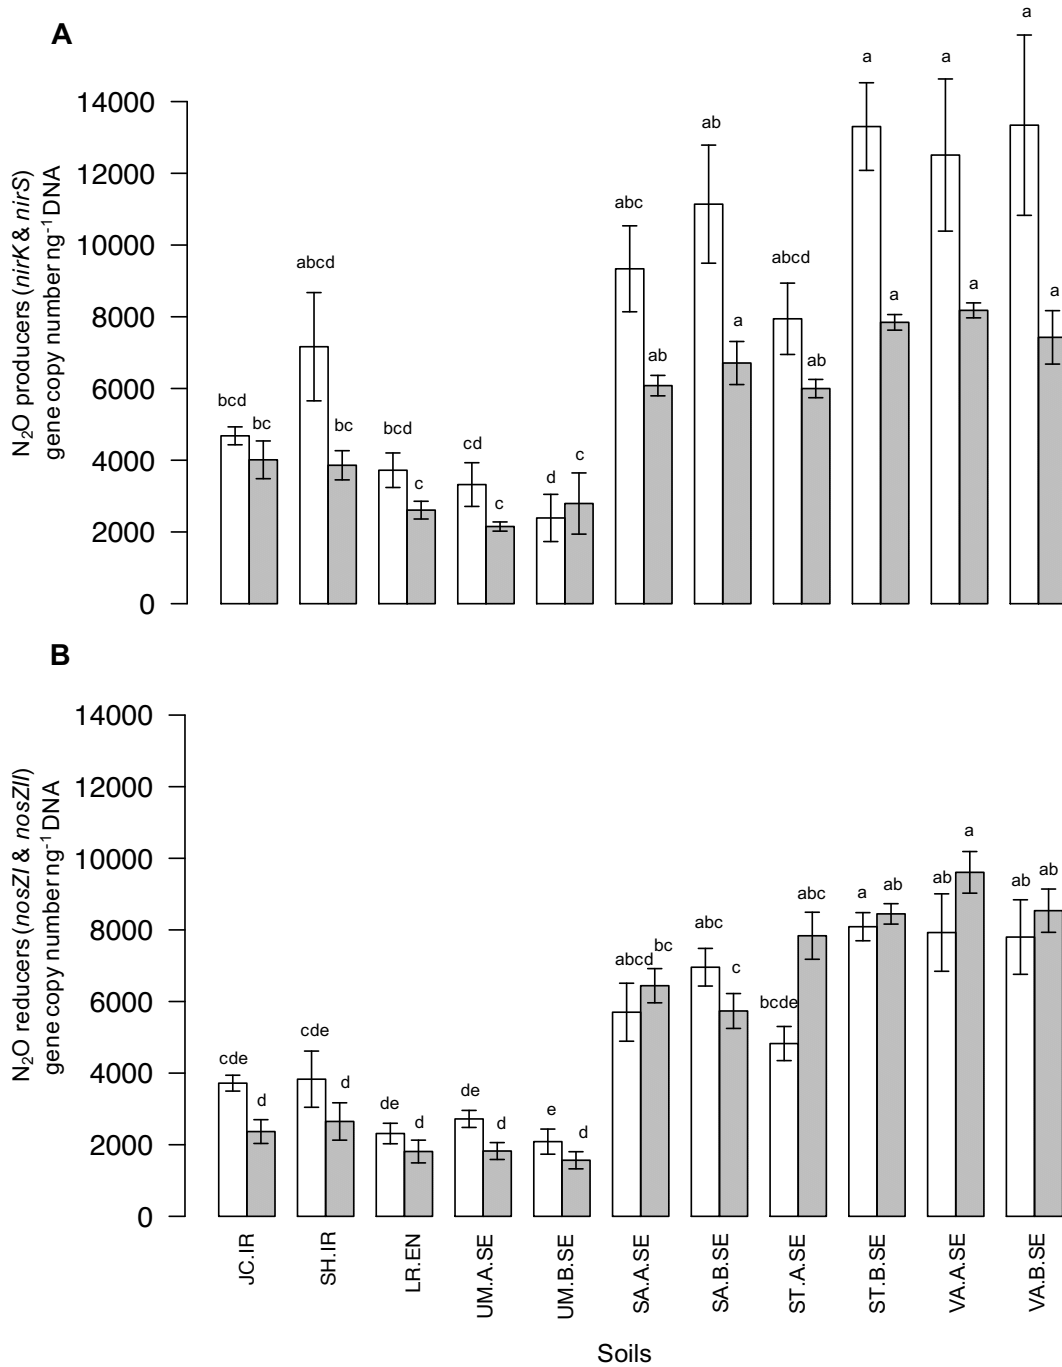 A
N₂O producers (nirK & nirS)
gene copy number ng⁻¹ DNA
14000
12000
10000
8000
6000
4000
2000
0
bcd
bc
abcd
bc
bcd
c
cd
c
d
c
abc
ab
ab
a
abcd
ab
a
a
a
a
a
a
B
N₂O reducers (nosZI & nosZII)
gene copy number ng⁻¹ DNA
14000
12000
10000
8000
6000
4000
2000
0
cde
d
cde
d
de
d
de
d
e
d
abcd
bc
abc
c
bcde
abc
a
ab
ab
a
ab
ab
JC.IR
SH.IR
LR.EN
UM.A.SE
UM.B.SE
SA.A.SE
SA.B.SE
ST.A.SE
ST.B.SE
VA.A.SE
VA.B.SE
Soils